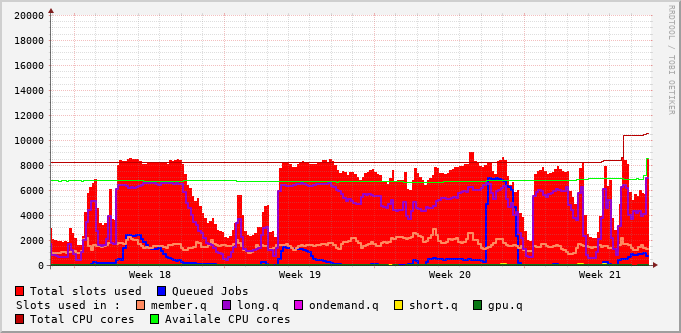 20000
18000
16000
14000
12000
10000
8000
6000
4000
2000
0
Week 18 Week 19 Week 20 Week 21
RRDTOOL / TOBI OETIKER
Total slots used Queued Jobs
Slots used in : member.q long.q ondemand.q short.q gpu.q
Total CPU cores Availale CPU cores